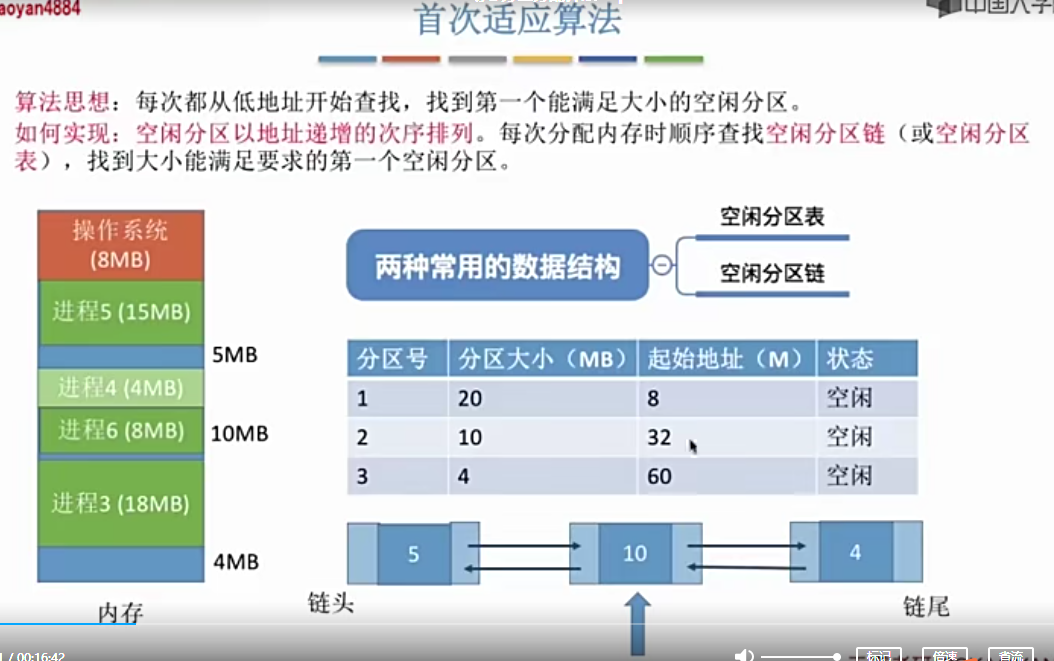 aoyan4884
首次适应算法
算法思想：每次都从低地址开始查找，找到第一个能满足大小的空闲分区。
如何实现：空闲分区以地址递增的次序排列。每次分配内存时顺序查找空闲分区链（或空闲分区
表），找到大小能满足要求的第一个空闲分区。
操作系统
(8MB)
进程5 (15MB)
5MB
进程4 (4MB)
进程6 (8MB)
10MB
进程3 (18MB)
4MB
内存
两种常用的数据结构
空闲分区表
空闲分区链
分区号 分区大小（MB） 起始地址（M） 状态
1 20 8 空闲
2 10 32 空闲
3 4 60 空闲
5 10 4
链头
链尾
/ 00:16:42
标记 倍速